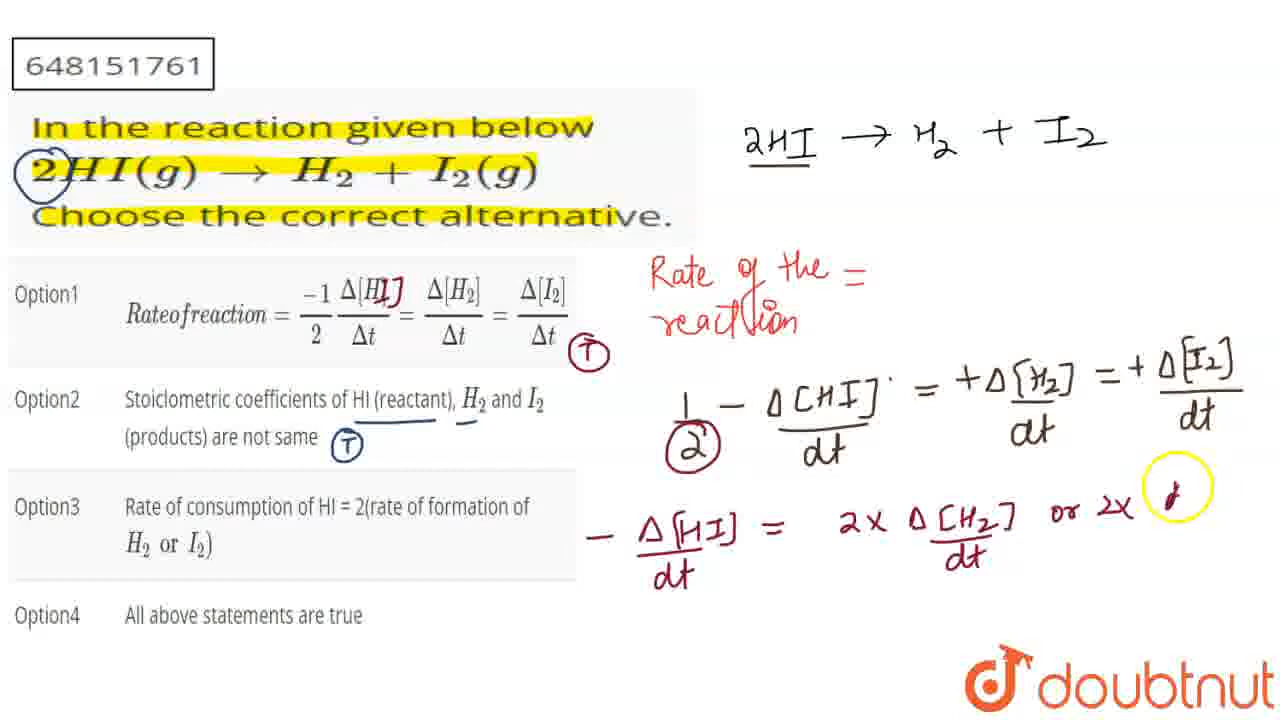 648151761
In the reaction given below
2HI(g) → H₂ + I₂(g)
Choose the correct alternative.
2HI → H₂ + I₂
Option1 Rateofreaction = -1/2 Δ[HI]/Δt = Δ[H₂]/Δt = Δ[I₂]/Δt
T
Option2 Stoiclometric coefficients of HI (reactant), H₂ and I₂
(products) are not same T
Option3 Rate of consumption of HI = 2(rate of formation of
H₂ or I₂)
Option4 All above statements are true
Rate of the =
reaction
1/2 - Δ[HI]/dt = +Δ[H₂]/dt = +Δ[I₂]/dt
- Δ[HI]/dt = 2x Δ[H₂]/dt or 2x
doubtnut